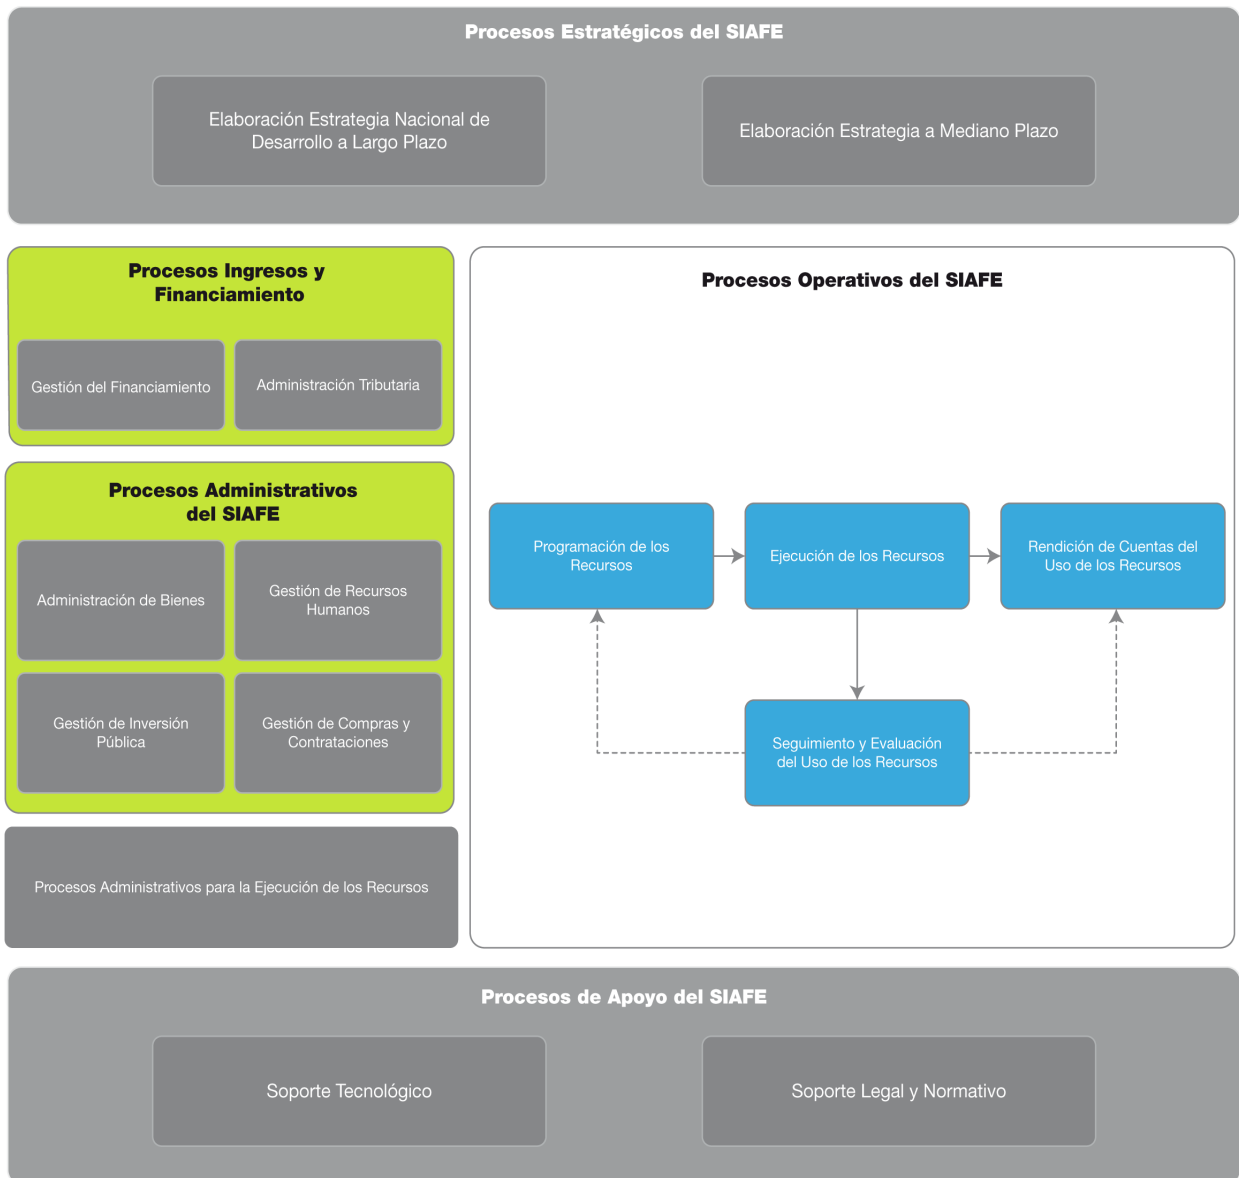 Procesos Estratégicos del SIAFE
Elaboración Estrategia Nacional de
Desarrollo a Largo Plazo
Elaboración Estrategia a Mediano Plazo
Procesos Ingresos y
Financiamiento
Gestión del Financiamiento
Administración Tributaria
Procesos Administrativos
del SIAFE
Administración de Bienes
Gestión de Recursos
Humanos
Gestión de Inversión
Pública
Gestión de Compras y
Contrataciones
Procesos Administrativos para la Ejecución de los Recursos
Procesos Operativos del SIAFE
Programación de los
Recursos
Ejecución de los Recursos
Rendición de Cuentas del
Uso de los Recursos
Seguimiento y Evaluación
del Uso de los Recursos
Procesos de Apoyo del SIAFE
Soporte Tecnológico
Soporte Legal y Normativo